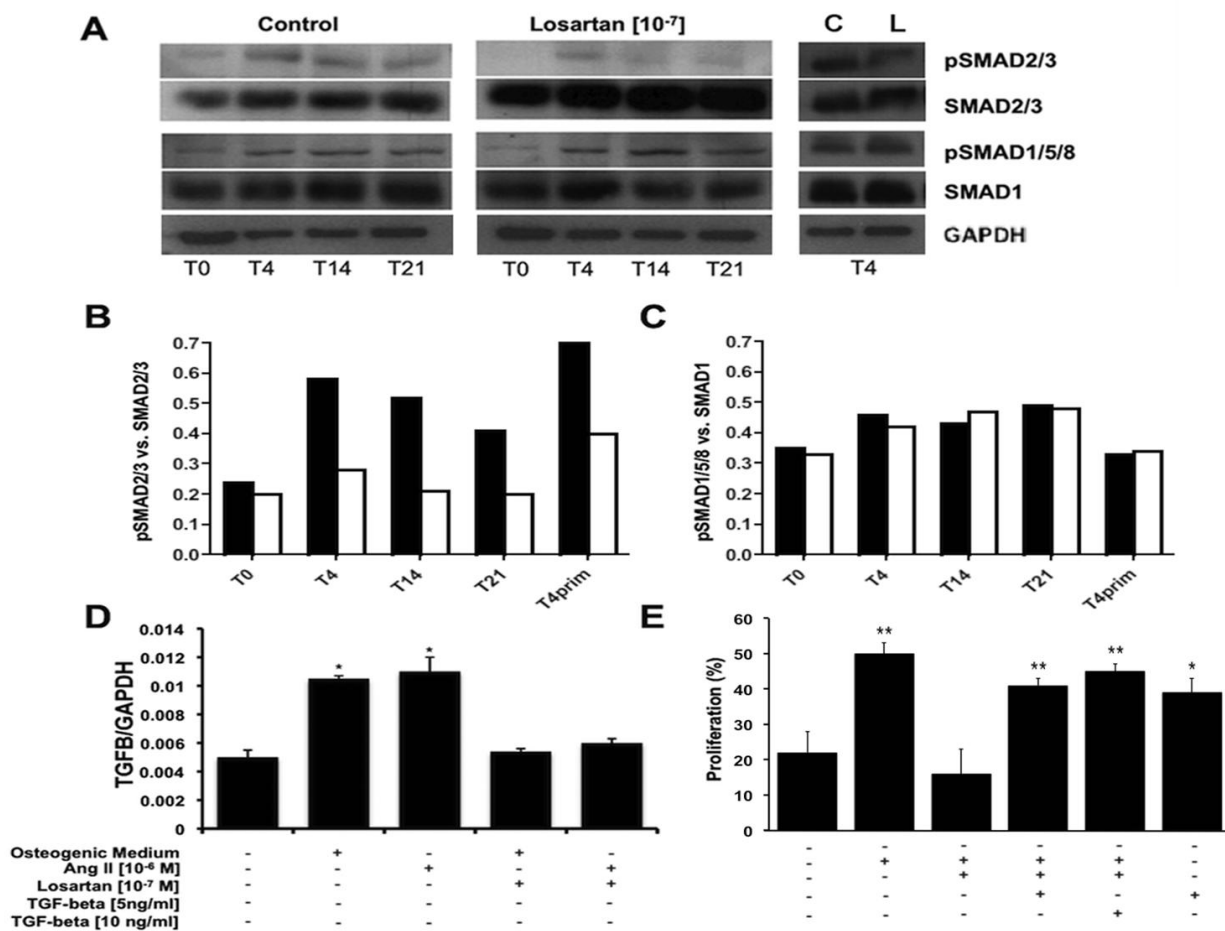 A
Control
Losartan [10⁻⁷]
C L
pSMAD2/3
SMAD2/3
pSMAD1/5/8
SMAD1
GAPDH
T0 T4 T14 T21
T0 T4 T14 T21
T4
B
pSMAD2/3 vs. SMAD2/3
0.7
0.6
0.5
0.4
0.3
0.2
0.1
0.0
T0 T4 T14 T21 T4prim
C
pSMAD1/5/8 vs. SMAD1
0.7
0.6
0.5
0.4
0.3
0.2
0.1
0.0
T0 T4 T14 T21 T4prim
D
TGFB/GAPDH
0.014
0.012
0.01
0.008
0.006
0.004
0.002
0
* *
E
Proliferation (%)
60
50
40
30
20
10
0
** ** ** *
Osteogenic Medium - + - + - - - - - - -
Ang II [10⁻⁶ M] - - + - + - + + + + -
Losartan [10⁻⁷ M] - - - + + - - + + + -
TGF-beta [5ng/ml] - - - - - - - - + - +
TGF-beta [10 ng/ml] - - - - - - - - - + -